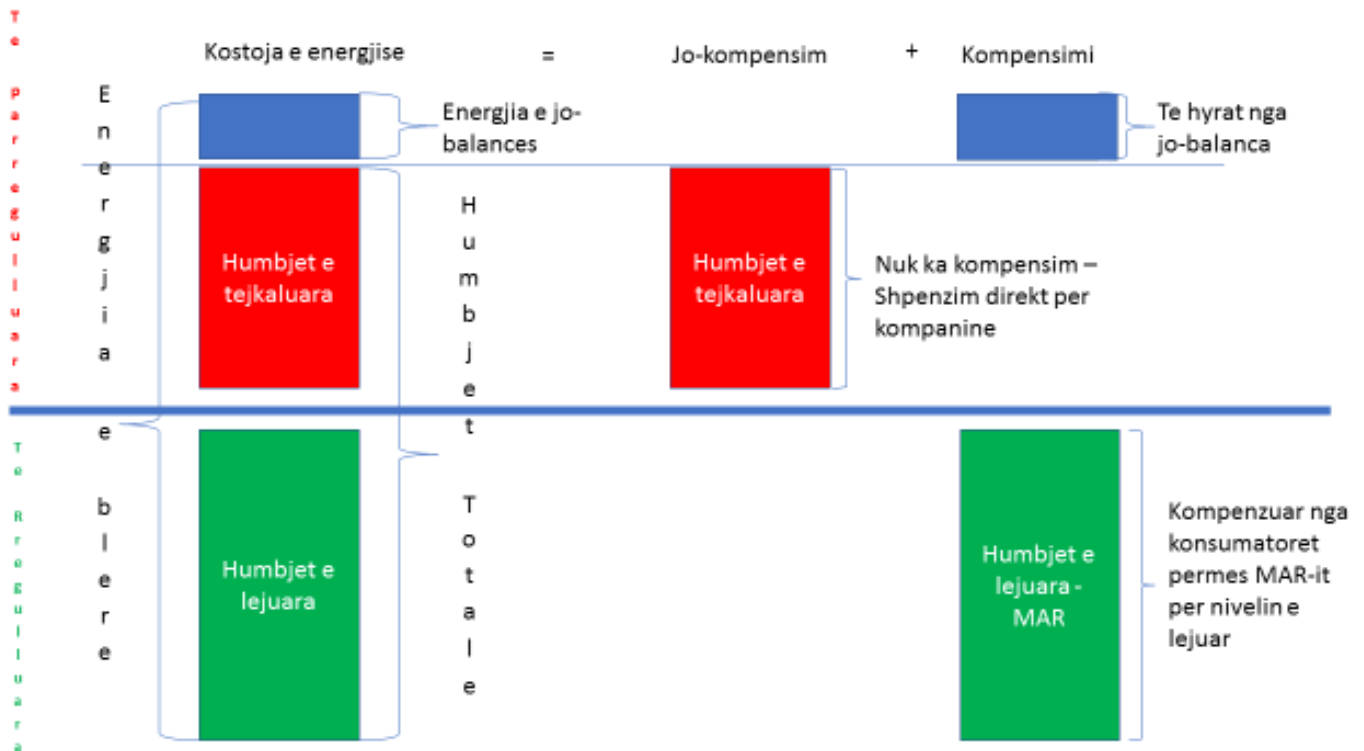 Te Parregulluara
Kostoja e energjise
=
Jo-kompensim
+
Kompensimi
Energjia e blere
Energjia e jo-
balances
Te hyrat nga
jo-balanca
Humbjet Totale
Humbjet e
tejkaluara
Humbjet e
tejkaluara
Nuk ka kompensim –
Shpenzim direkt per
kompanine
Te Rregulluara
Humbjet e
lejuara
Humbjet e
lejuara -
MAR
Kompenzuar nga
konsumatoret
permes MAR-it
per nivelin e
lejuar